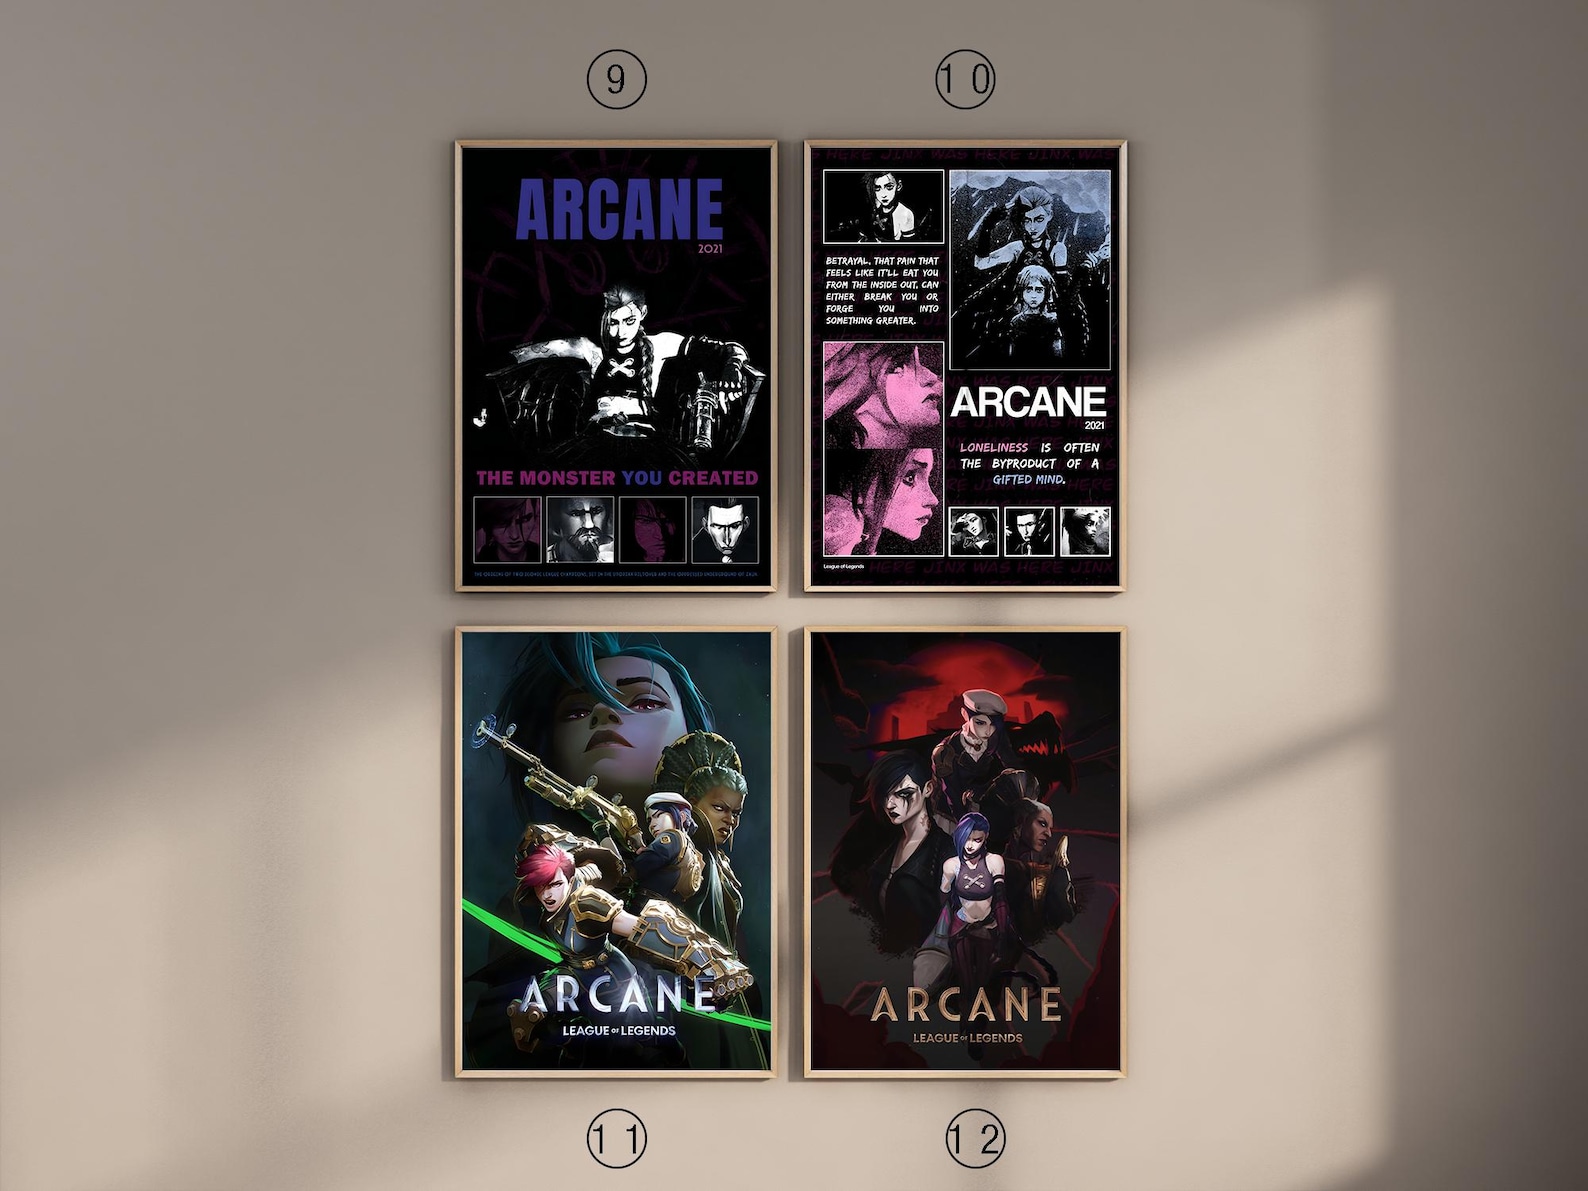 9
10
ARCANE
2021
THE MONSTER YOU CREATED
JINX WAS HERE JINX WAS
BETRAYAL, THAT PAIN THAT
FEELS LIKE IT'LL EAT YOU
FROM THE INSIDE OUT, CAN
EITHER BREAK YOU OR
FORGE YOU INTO
SOMETHING GREATER.
ARCANE
2021
LONELINESS IS OFTEN
THE BYPRODUCT OF A
GIFTED MIND.
League of Legends
HERE JINX WAS HERE JINX
ARCANE
LEAGUE OF LEGENDS
ARCANE
LEAGUE OF LEGENDS
11
12